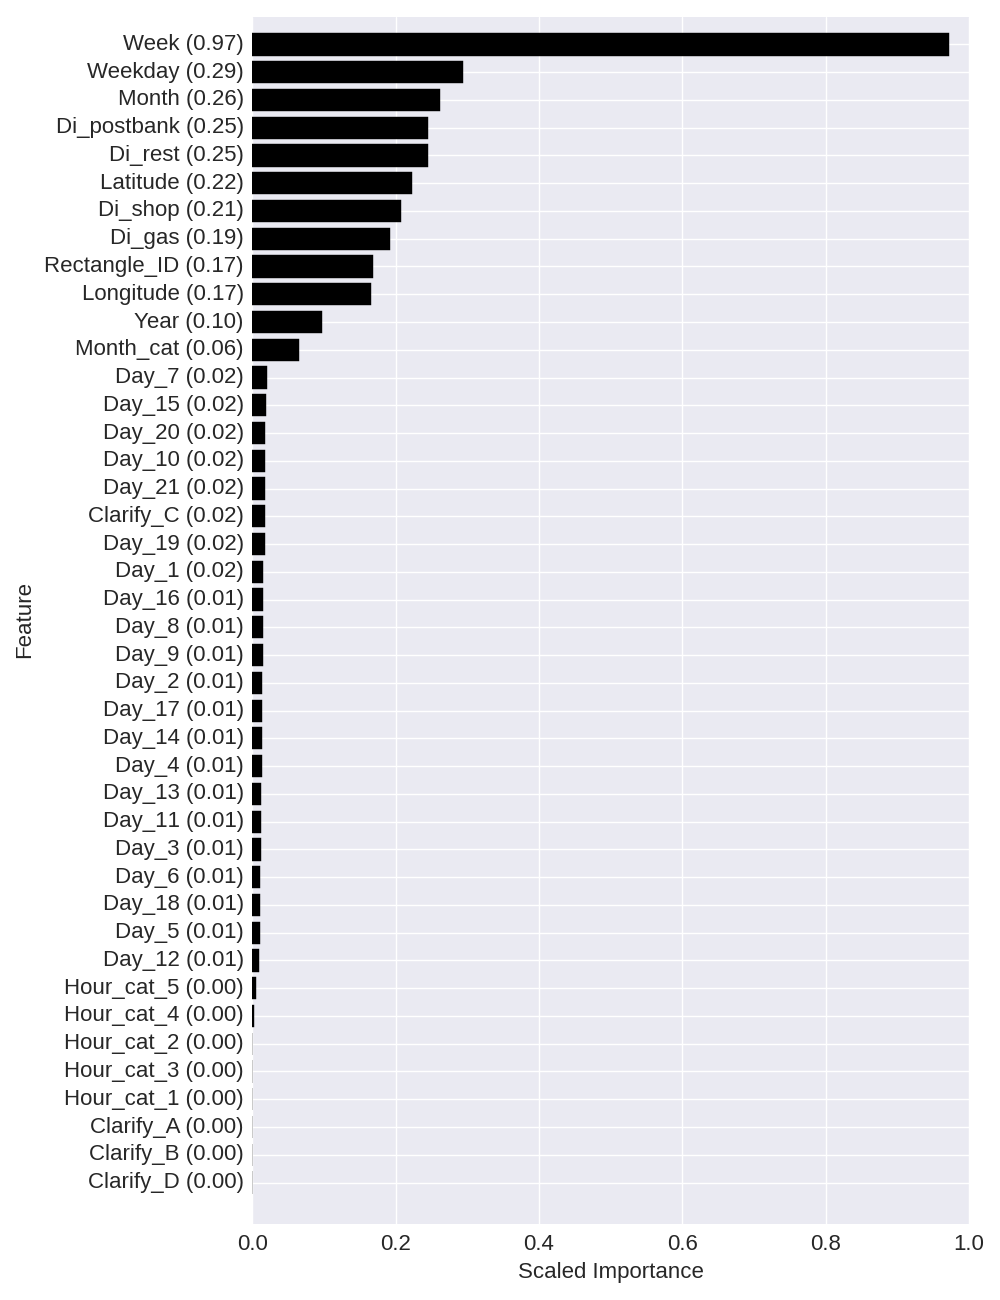 Week (0.97)
Weekday (0.29)
Month (0.26)
Di_postbank (0.25)
Di_rest (0.25)
Latitude (0.22)
Di_shop (0.21)
Di_gas (0.19)
Rectangle_ID (0.17)
Longitude (0.17)
Year (0.10)
Month_cat (0.06)
Day_7 (0.02)
Day_15 (0.02)
Day_20 (0.02)
Day_10 (0.02)
Day_21 (0.02)
Clarify_C (0.02)
Day_19 (0.02)
Day_1 (0.02)
Day_16 (0.01)
Day_8 (0.01)
Day_9 (0.01)
Day_2 (0.01)
Day_17 (0.01)
Day_14 (0.01)
Day_4 (0.01)
Day_13 (0.01)
Day_11 (0.01)
Day_3 (0.01)
Day_6 (0.01)
Day_18 (0.01)
Day_5 (0.01)
Day_12 (0.01)
Hour_cat_5 (0.00)
Hour_cat_4 (0.00)
Hour_cat_2 (0.00)
Hour_cat_3 (0.00)
Hour_cat_1 (0.00)
Clarify_A (0.00)
Clarify_B (0.00)
Clarify_D (0.00)
Feature
0.0 0.2 0.4 0.6 0.8 1.0
Scaled Importance